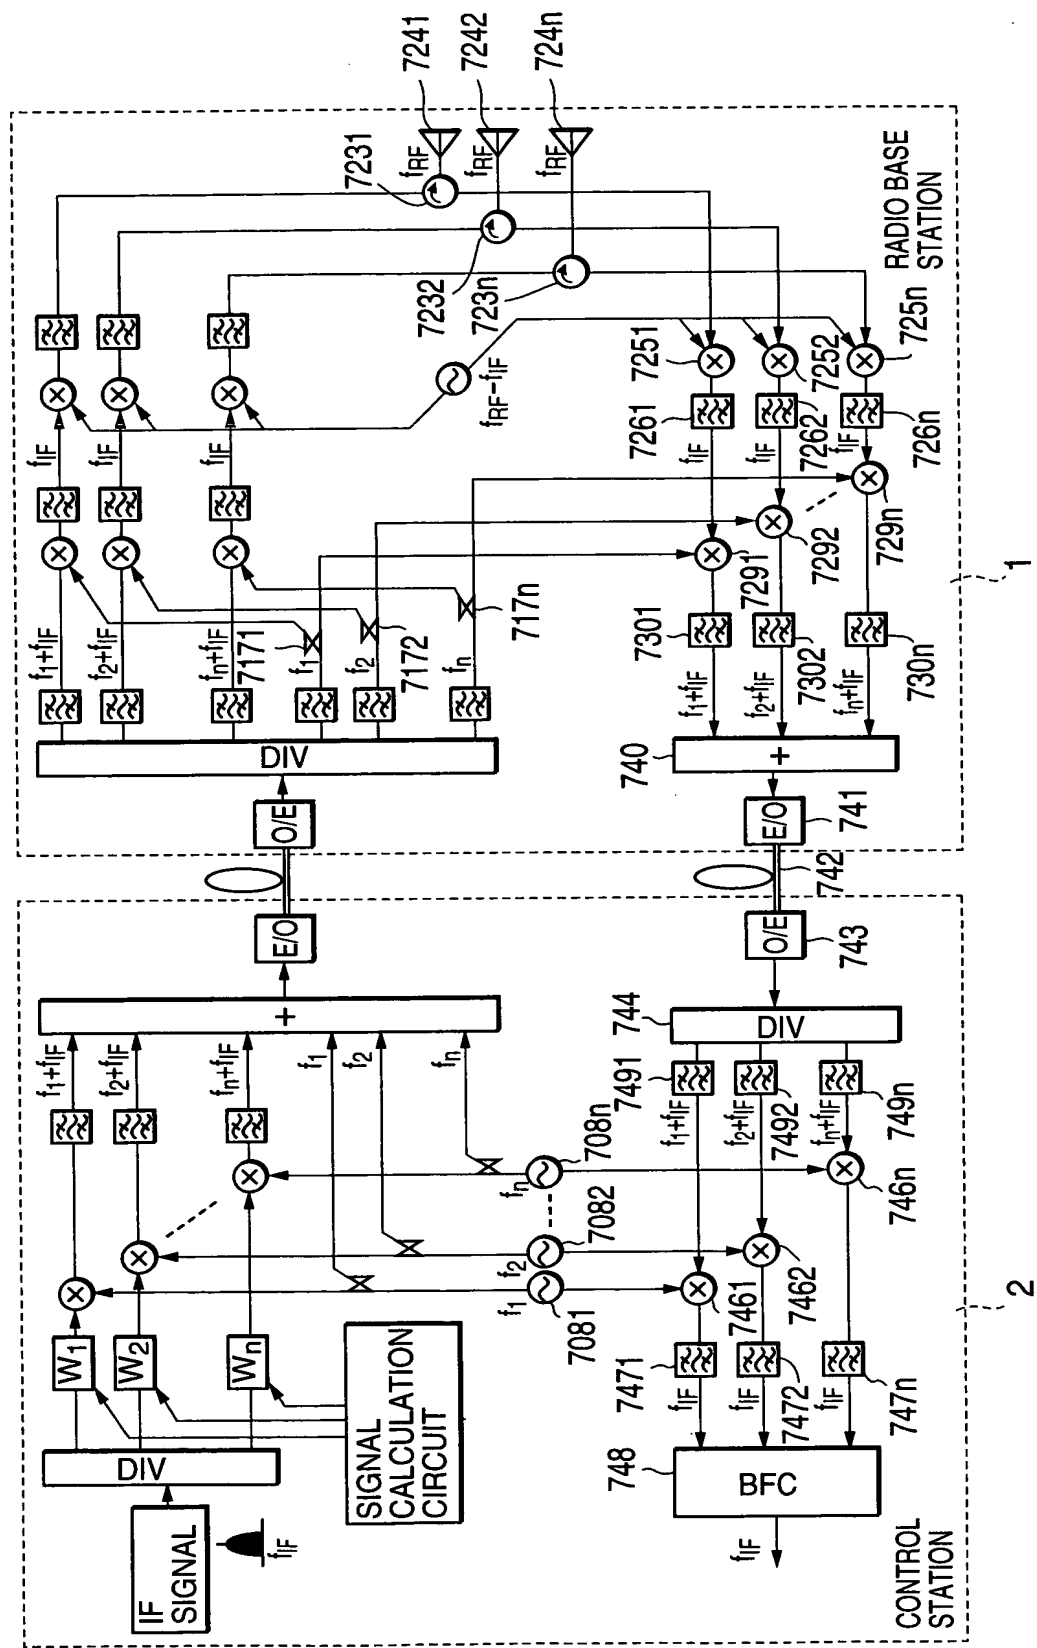 IF SIGNAL
fIF
DIV
W1
W2
Wn
SIGNAL
CALCULATION
CIRCUIT
f1+fIF
f2+fIF
fn+fIF
f1
f2
fn
+
E/O
f1
7081
f2
7082
fn
708n
O/E
DIV
f1+fIF
f2+fIF
fn+fIF
f1
7171
f2
7172
fn
717n
fIF
fIF
fIF
fRF-fIF
7231
7232
723n
fRF
fRF
fRF
7241
7242
724n
RADIO BASE
STATION
7251
7252
725n
7261
7262
726n
fIF
fIF
fIF
7291
7292
729n
7301
7302
730n
f1+fIF
f2+fIF
fn+fIF
740
+
E/O
741
742
O/E
743
744
DIV
7491
7492
749n
f1+fIF
f2+fIF
fn+fIF
7461
7462
746n
7471
7472
747n
fIF
fIF
fIF
748
BFC
fIF
CONTROL
STATION
1
2